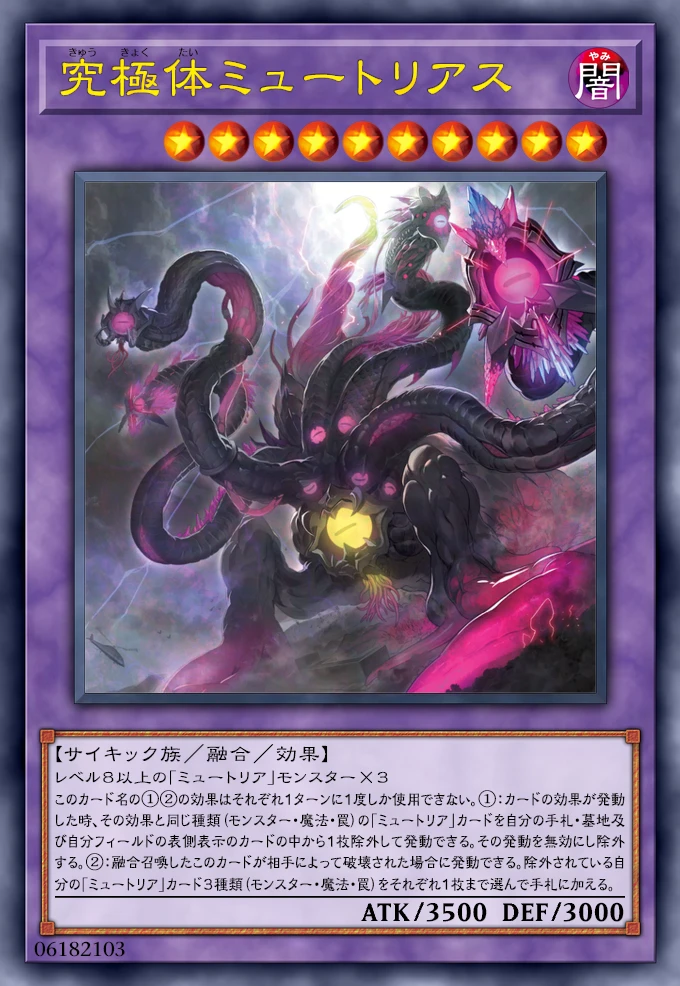 きゅうきょくたい
究極体ミュートリアス
やみ
闇
【サイキック族／融合／効果】
レベル8以上の「ミュートリア」モンスター×3
このカード名の①②の効果はそれぞれ1ターンに1度しか使用できない。①：カードの効果が発動
した時、その効果と同じ種類（モンスター・魔法・罠）の「ミュートリア」カードを自分の手札・墓地及
び自分フィールドの表側表示のカードの中から1枚除外して発動できる。その発動を無効にし除外
する。②：融合召喚したこのカードが相手によって破壊された場合に発動できる。除外されている自
分の「ミュートリア」カード3種類（モンスター・魔法・罠）をそれぞれ1枚まで選んで手札に加える。
ATK/3500 DEF/3000
06182103